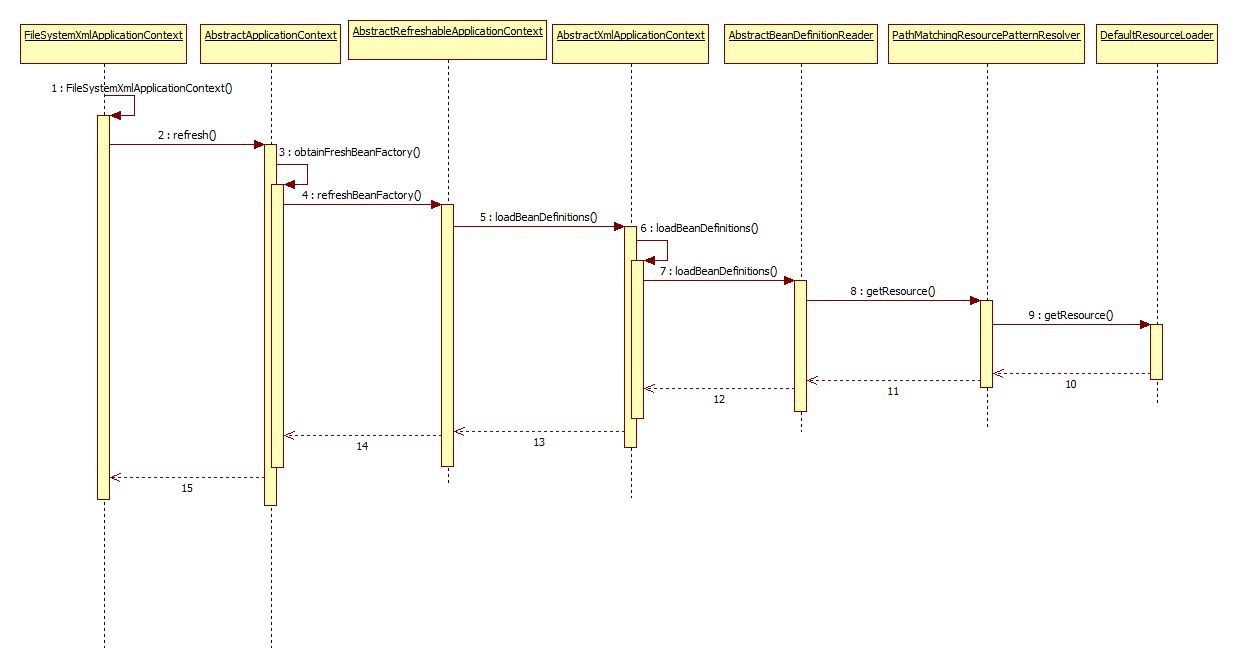 FileSystemXmlApplicationContext
AbstractApplicationContext
AbstractRefreshableApplicationContext
AbstractXmlApplicationContext
AbstractBeanDefinitionReader
PathMatchingResourcePatternResolver
DefaultResourceLoader
1 : FileSystemXmlApplicationContext()
2 : refresh()
3 : obtainFreshBeanFactory()
4 : refreshBeanFactory()
5 : loadBeanDefinitions()
6 : loadBeanDefinitions()
7 : loadBeanDefinitions()
8 : getResource()
9 : getResource()
10
11
12
13
14
15